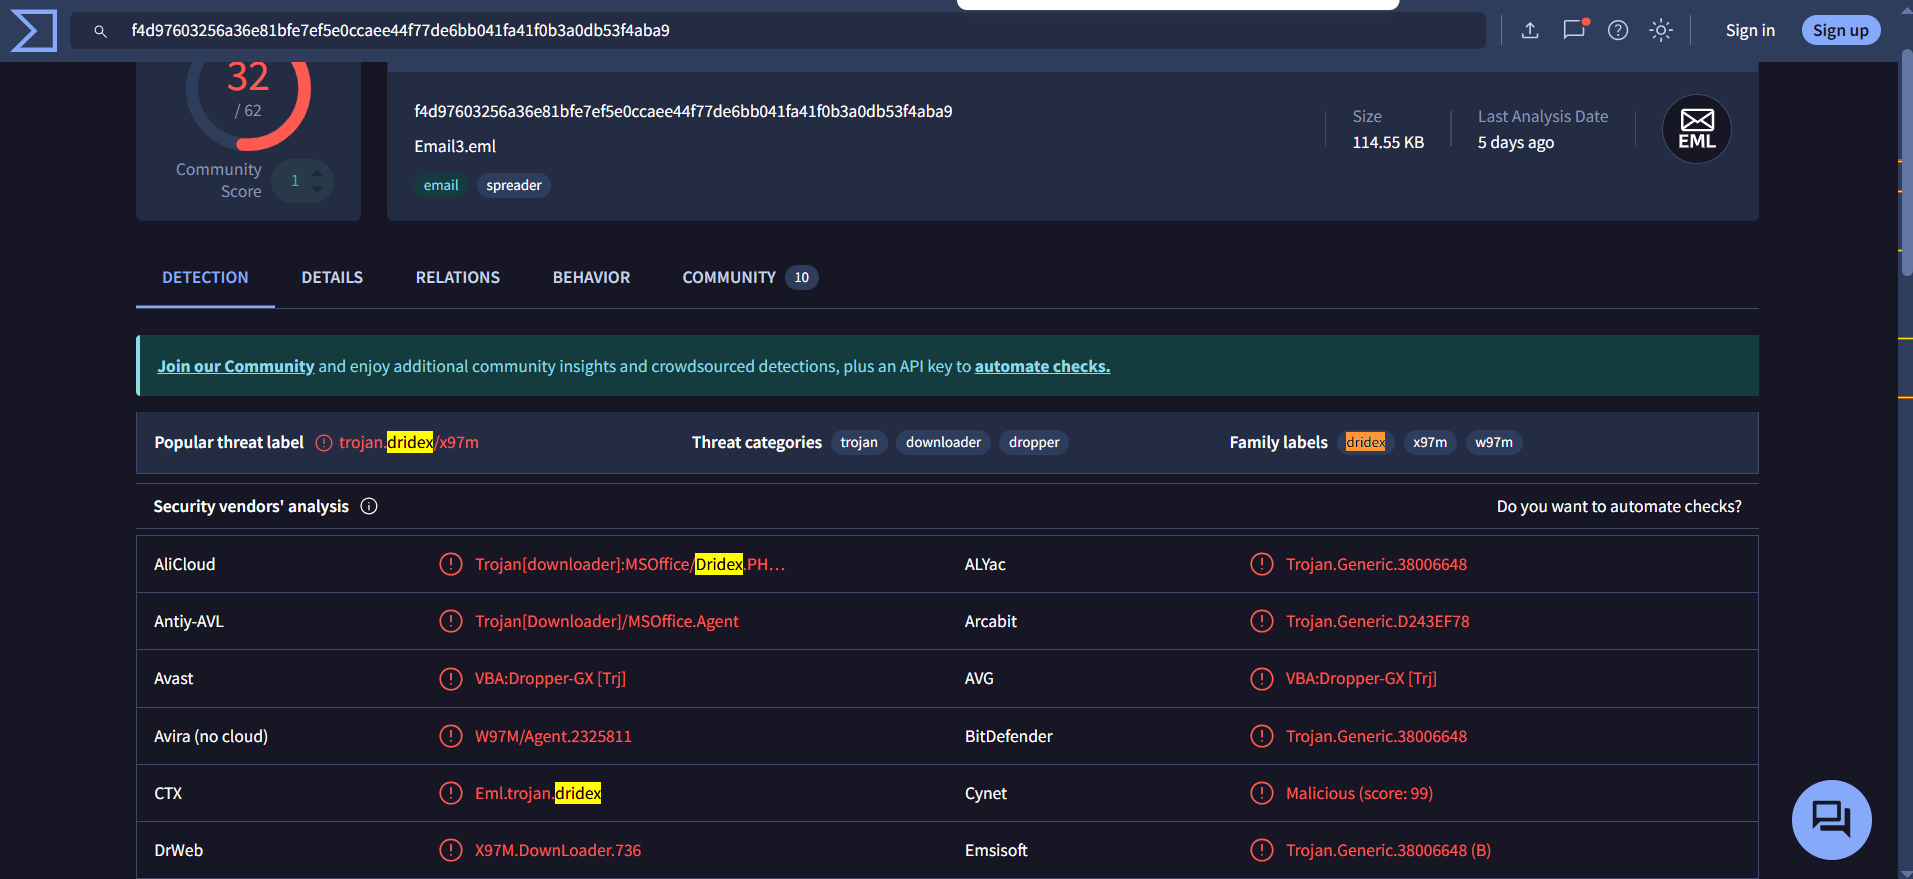 f4d97603256a36e81bfe7ef5e0ccaee44f77de6bb041fa41f0b3a0db53f4aba9
Sign in
Sign up
32
/ 62
Community Score
1
f4d97603256a36e81bfe7ef5e0ccaee44f77de6bb041fa41f0b3a0db53f4aba9
Email3.eml
email spreader
Size
114.55 KB
Last Analysis Date
5 days ago
EML
DETECTION DETAILS RELATIONS BEHAVIOR COMMUNITY 10
Join our Community and enjoy additional community insights and crowdsourced detections, plus an API key to automate checks.
Popular threat label trojan.dridex/x97m Threat categories trojan downloader dropper Family labels dridex x97m w97m
Security vendors' analysis Do you want to automate checks?
AliCloud Trojan[downloader]:MSOffice/Dridex.PH… ALYac Trojan.Generic.38006648
Antiy-AVL Trojan[Downloader]/MSOffice.Agent Arcabit Trojan.Generic.D243EF78
Avast VBA:Dropper-GX [Trj] AVG VBA:Dropper-GX [Trj]
Avira (no cloud) W97M/Agent.2325811 BitDefender Trojan.Generic.38006648
CTX Eml.trojan.dridex Cynet Malicious (score: 99)
DrWeb X97M.DownLoader.736 Emsisoft Trojan.Generic.38006648 (B)